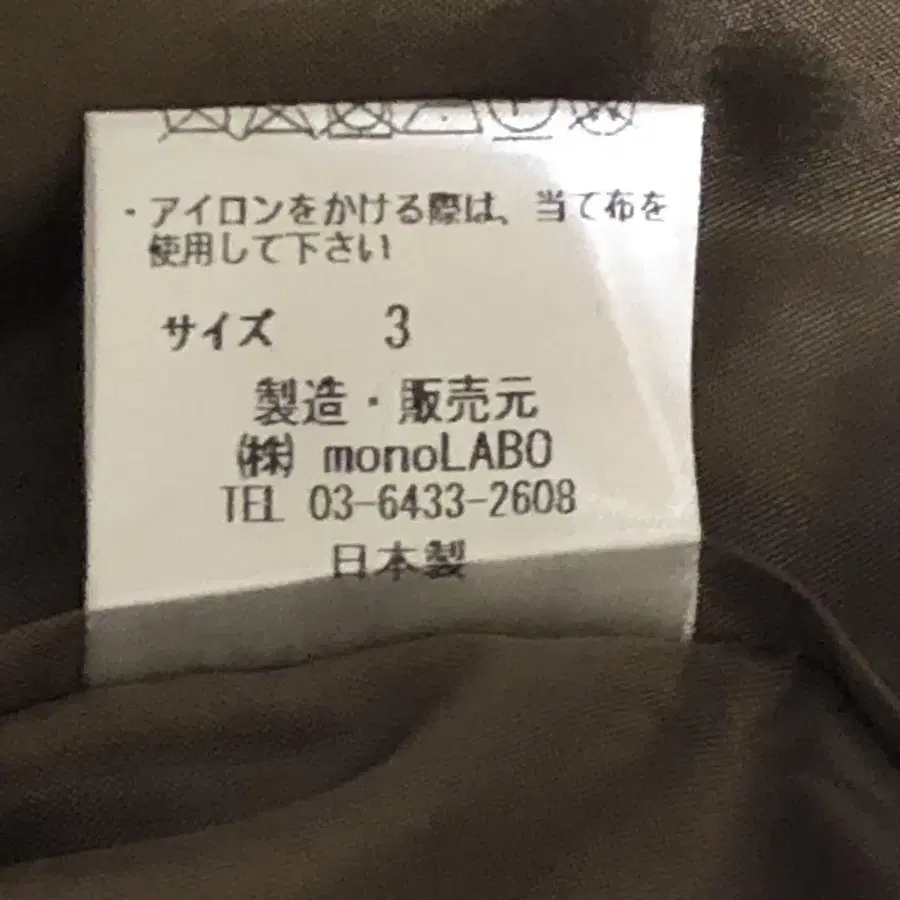 ・アイロンをかける際は、当て布を
使用して下さい
サイズ 3
製造・販売元
㈱ monoLABO
TEL 03-6433-2608
日本製